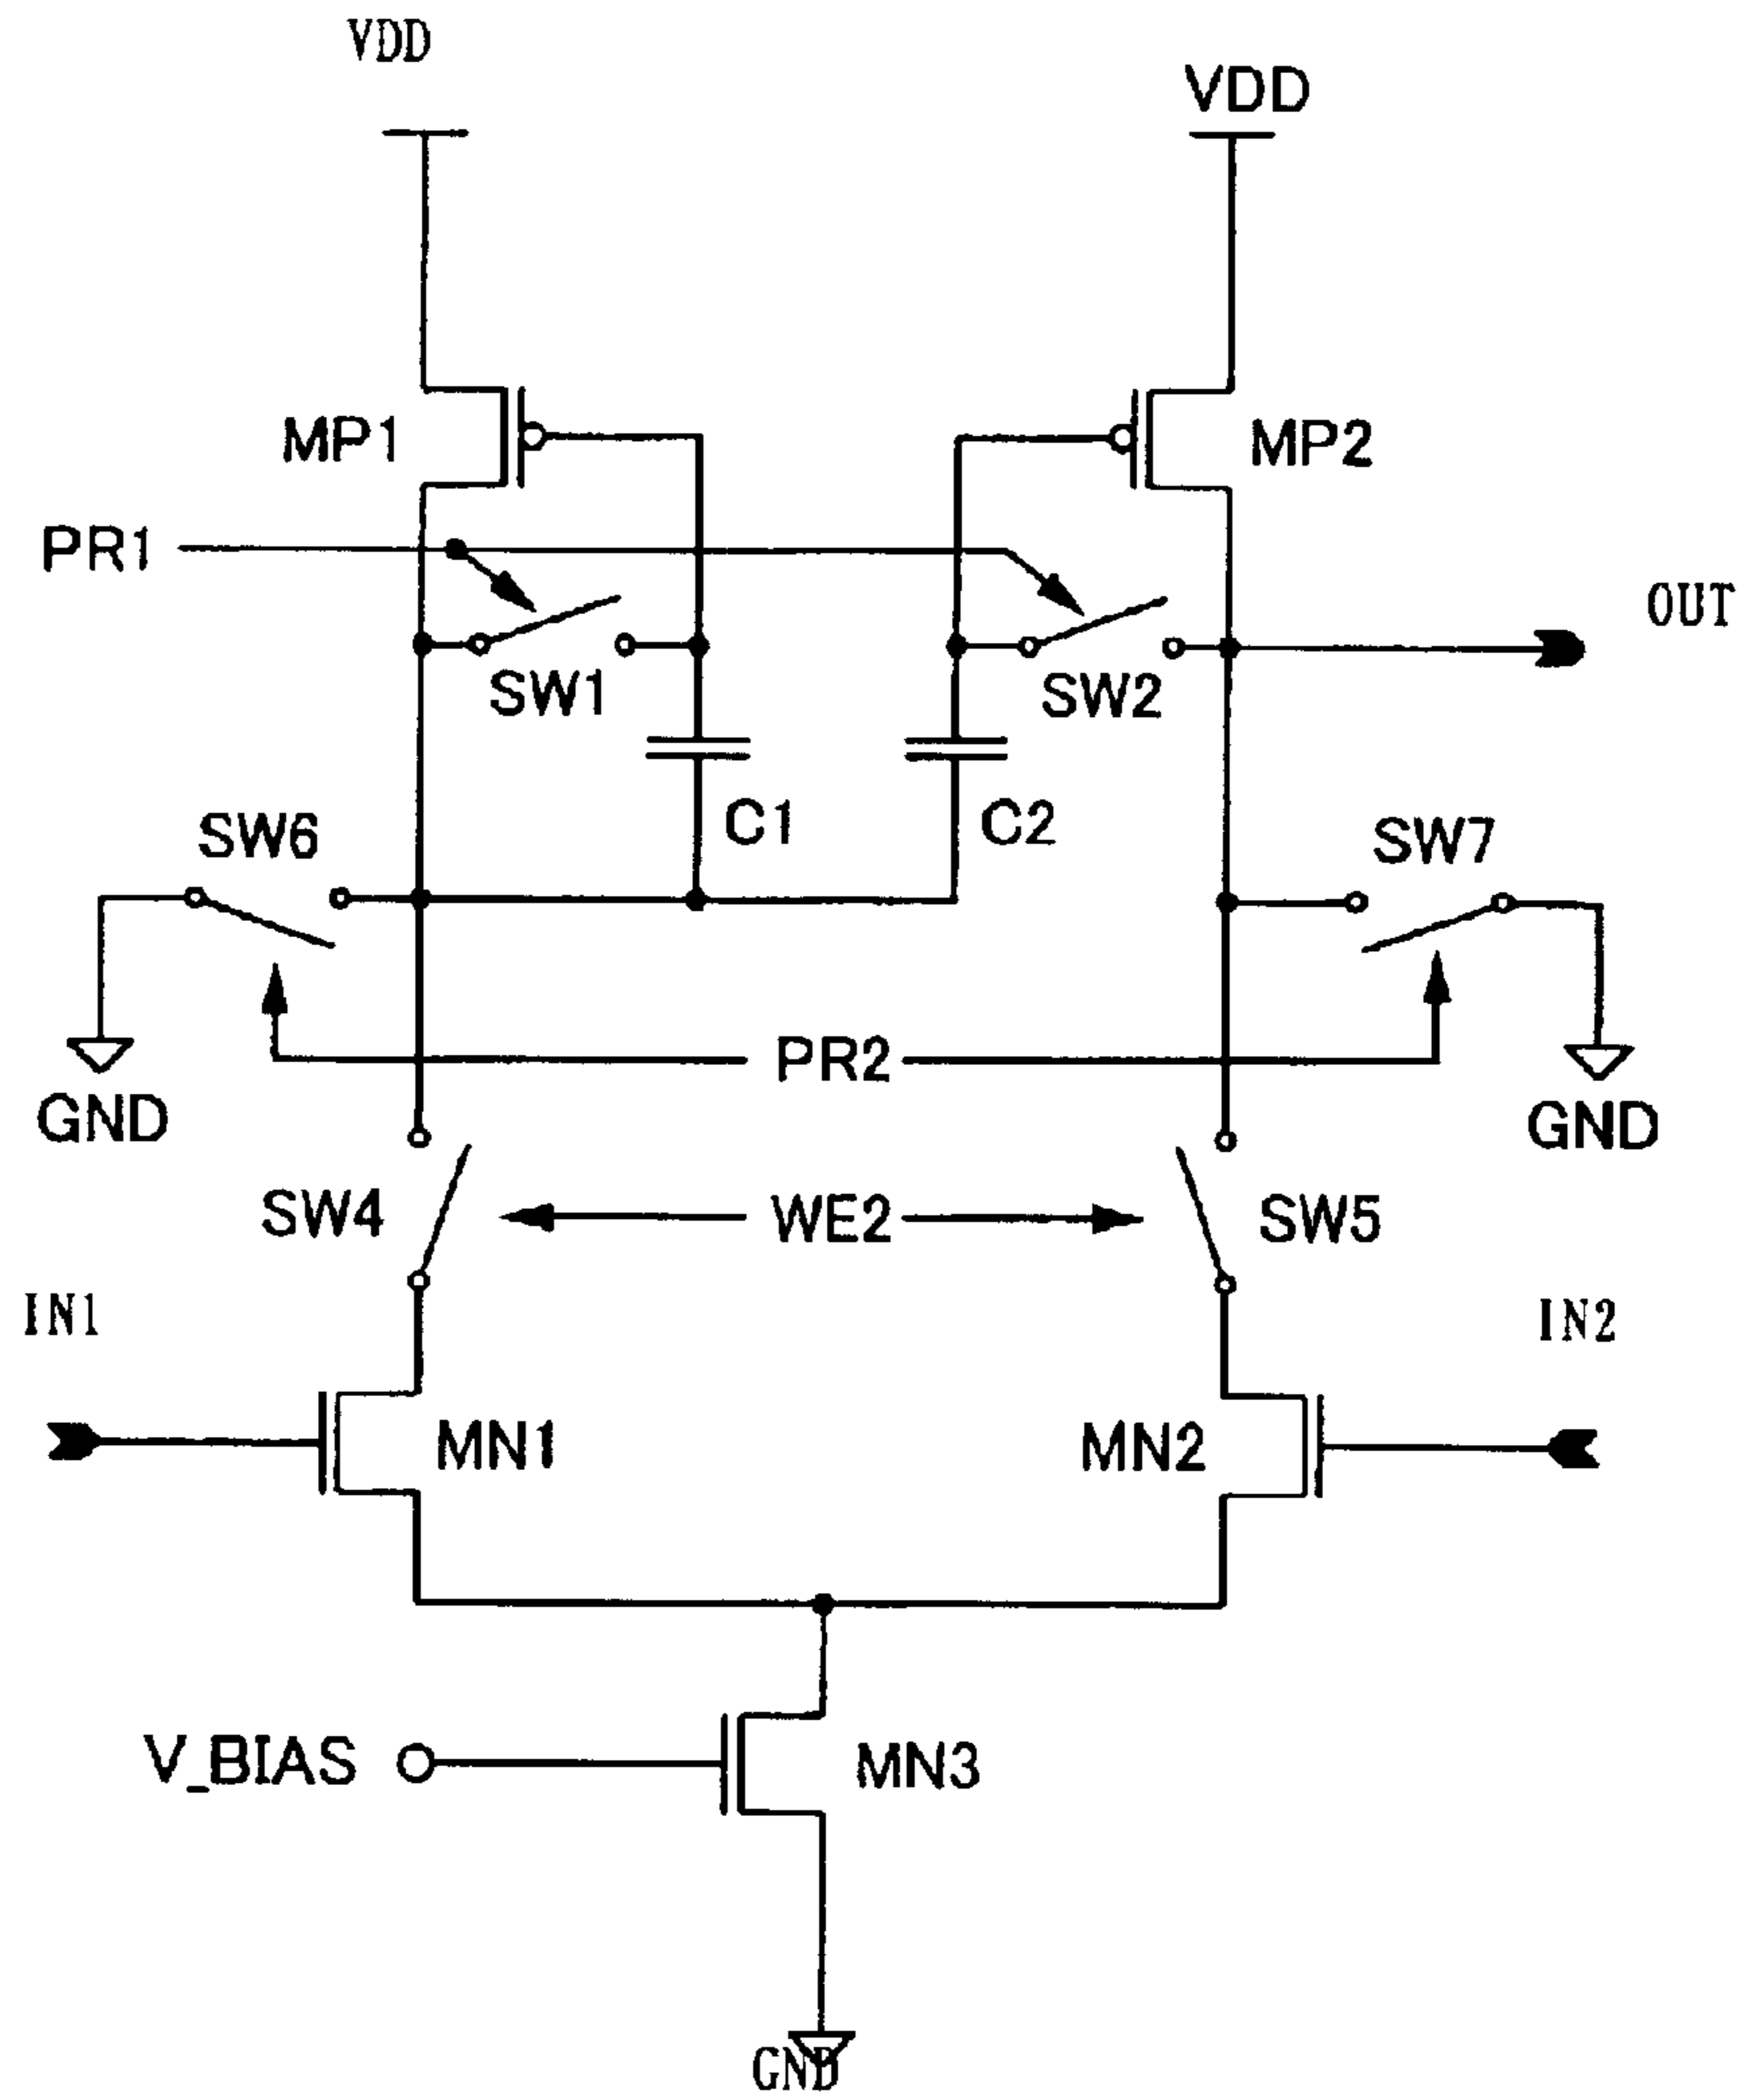 VDD
VDD
MP1
MP2
PR1
OUT
SW1
SW2
C1
C2
SW6
SW7
PR2
GND
GND
SW4
WE2
SW5
IN1
IN2
MN1
MN2
V_BIAS
MN3
GND